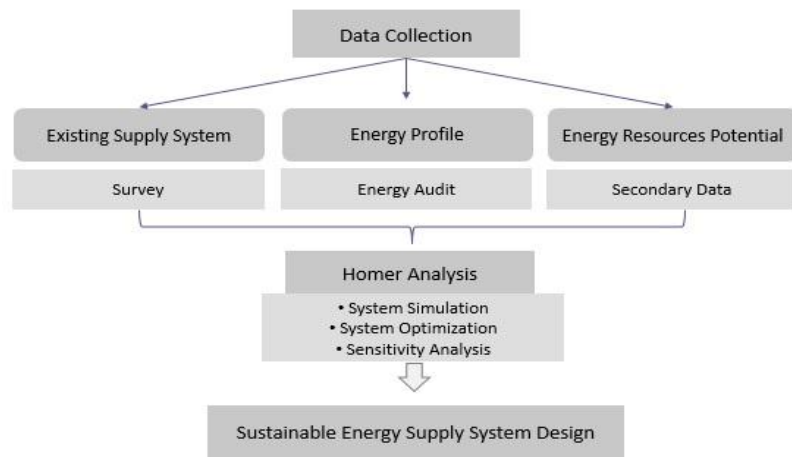 Data Collection
Existing Supply System
Energy Profile
Energy Resources Potential
Survey
Energy Audit
Secondary Data
Homer Analysis
• System Simulation
• System Optimization
• Sensitivity Analysis
Sustainable Energy Supply System Design